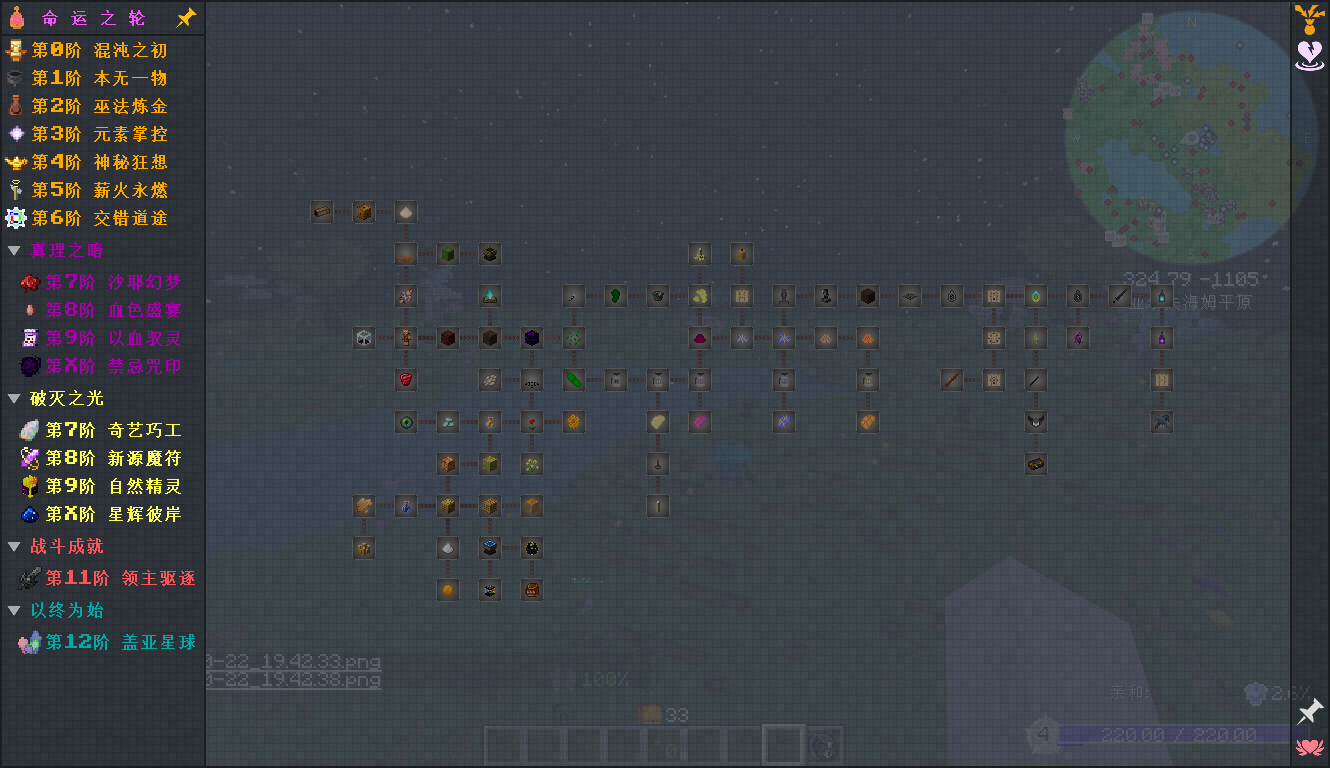 命运之轮
第0阶 混沌之初
第1阶 本无一物
第2阶 巫法炼金
第3阶 元素掌控
第4阶 神秘狂想
第5阶 薪火永燃
第6阶 交错道途
真理之暗
第7阶 沙耶幻梦
第8阶 血色盛宴
第9阶 以血驭灵
第X阶 禁忌咒印
破灭之光
第7阶 奇艺巧工
第8阶 新源魔符
第9阶 自然精灵
第X阶 星辉彼岸
战斗成就
第11阶 领主驱逐
以终为始
第12阶 盖亚星球
N
W
E
324 79 -1105
海姆平原
-22_19.42.33.png
-22_19.42.38.png
100%
33
亲和:
2.6%
4
220.00 / 220.00